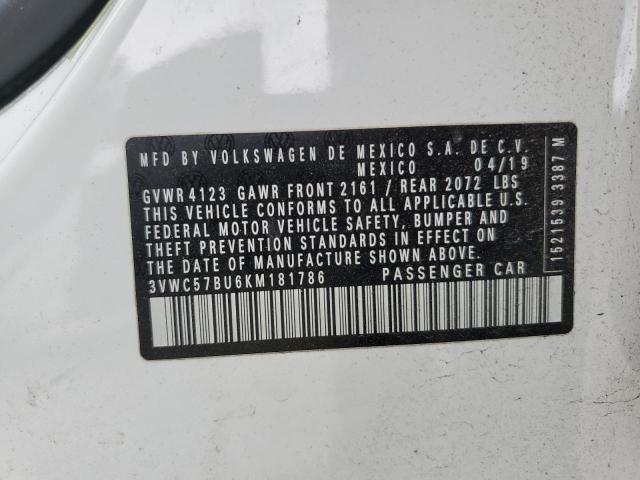 MFD BY VOLKSWAGEN DE MEXICO S.A. DE C.V.
MEXICO 04/19
GVWR 4123 GAWR FRONT 2161 / REAR 2072 LBS
THIS VEHICLE CONFORMS TO ALL APPLICABLE U.S.
FEDERAL MOTOR VEHICLE SAFETY, BUMPER AND
THEFT PREVENTION STANDARDS IN EFFECT ON
THE DATE OF MANUFACTURE SHOWN ABOVE.
3VWC57BU6KM181786 PASSENGER CAR
1521539 3387 M